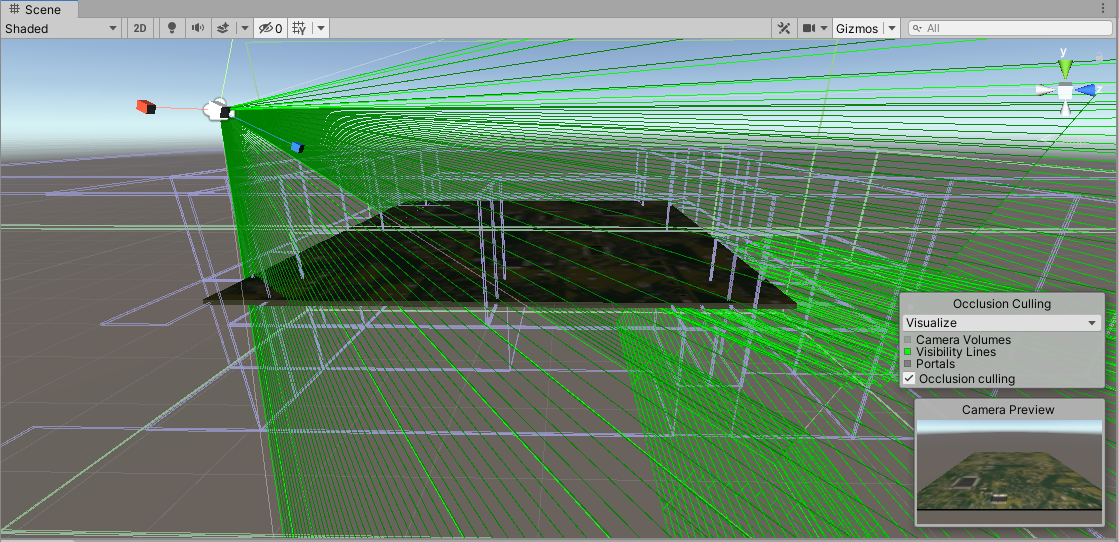 Scene
Shaded 2D 0 Gizmos All
y
z
Occlusion Culling
Visualize
Camera Volumes
Visibility Lines
Portals
Occlusion culling
Camera Preview